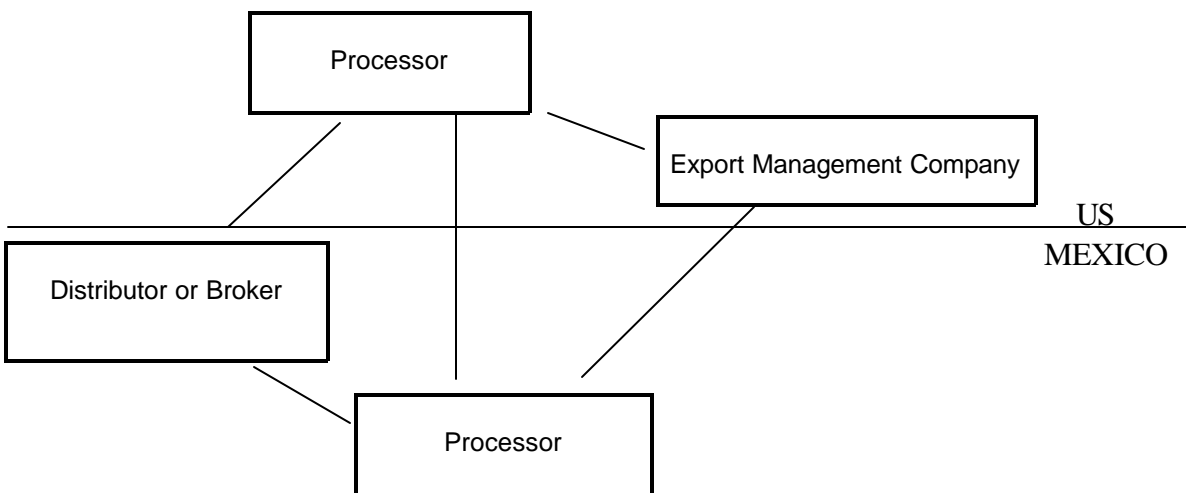 Processor
Export Management Company
US
MEXICO
Distributor or Broker
Processor